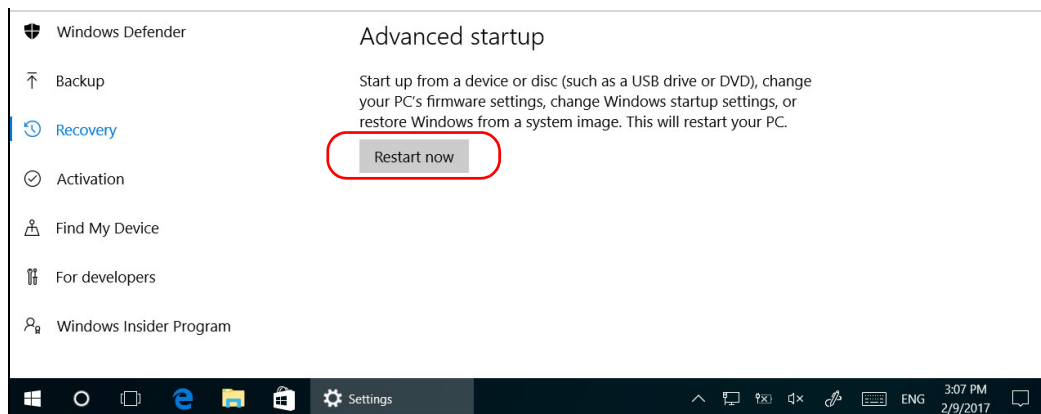 Windows Defender
Backup
Recovery
Activation
Find My Device
For developers
Windows Insider Program
Advanced startup
Start up from a device or disc (such as a USB drive or DVD), change
your PC's firmware settings, change Windows startup settings, or
restore Windows from a system image. This will restart your PC.
Restart now
Settings
ENG
3:07 PM
2/9/2017